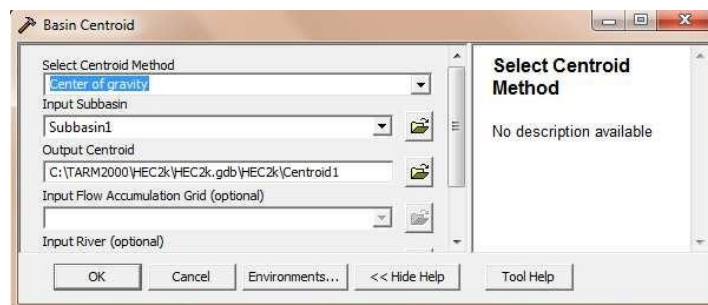 Basin Centroid
Select Centroid Method
Center of gravity
Input Subbasin
Subbasin1
Output Centroid
C:\TARM2000\HEC2k\HEC2k.gdb\HEC2k\Centroid1
Input Flow Accumulation Grid (optional)
Input River (optional)
Select Centroid
Method
No description available
OK
Cancel
Environments...
<< Hide Help
Tool Help